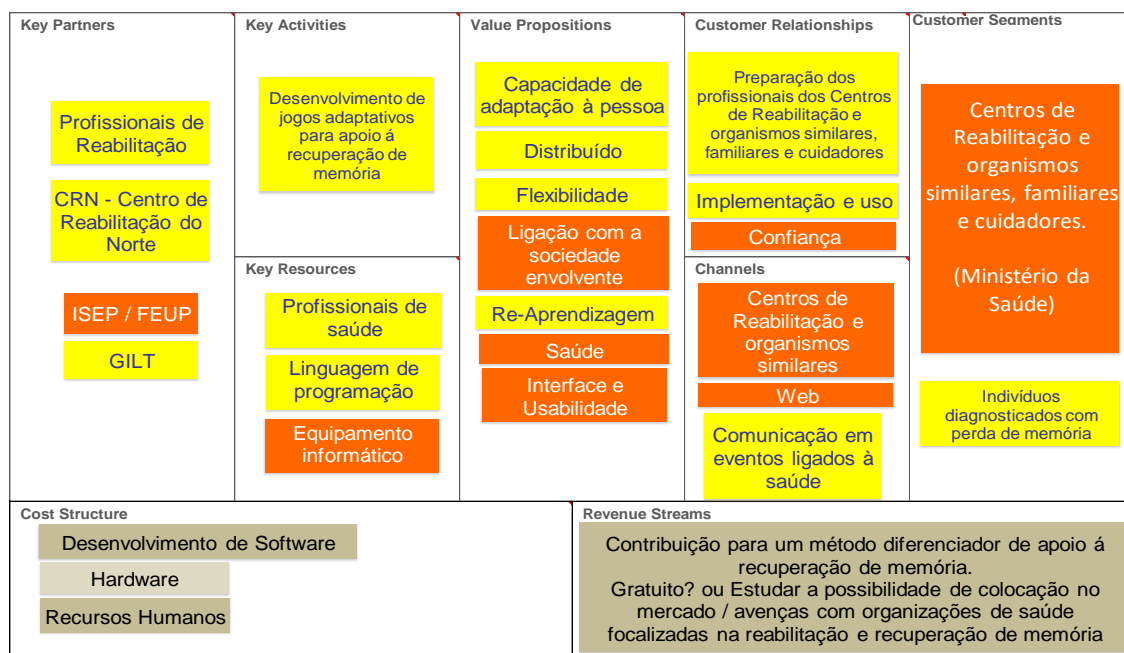 Key Partners
Profissionais de
Reabilitação
CRN - Centro de
Reabilitação do
Norte
ISEP / FEUP
GILT
Key Activities
Desenvolvimento de
jogos adaptativos
para apoio á
recuperação de
memória
Key Resources
Profissionais de
saúde
Linguagem de
programação
Equipamento
informático
Value Propositions
Capacidade de
adaptação à pessoa
Distribuído
Flexibilidade
Ligação com a
sociedade
envolvente
Re-Aprendizagem
Saúde
Interface e
Usabilidade
Customer Relationships
Preparação dos
profissionais dos Centros
de Reabilitação e
organismos similares,
familiares e cuidadores
Implementação e uso
Confiança
Channels
Centros de
Reabilitação e
organismos
similares
Web
Comunicação em
eventos ligados à
saúde
Customer Segments
Centros de
Reabilitação e
organismos
similares, familiares
e cuidadores.
(Ministério da
Saúde)
Indivíduos
diagnosticados com
perda de memória
Cost Structure
Desenvolvimento de Software
Hardware
Recursos Humanos
Revenue Streams
Contribuição para um método diferenciador de apoio á
recuperação de memória.
Gratuito? ou Estudar a possibilidade de colocação no
mercado / avenças com organizações de saúde
focalizadas na reabilitação e recuperação de memória